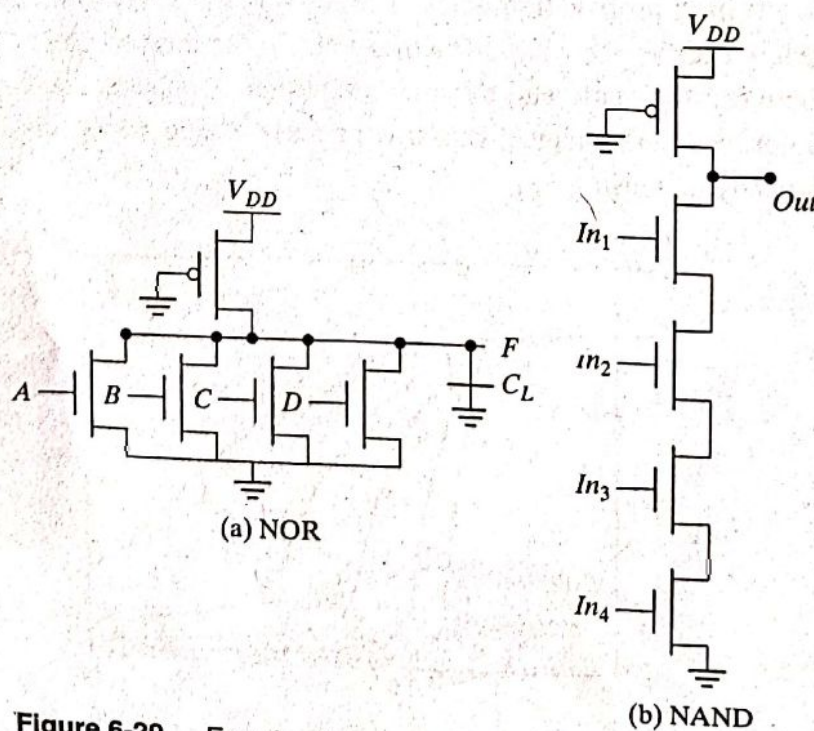 V_DD
A
B
C
D
F
C_L
(a) NOR
V_DD
Out
In_1
In_2
In_3
In_4
(b) NAND
Figure 6-29